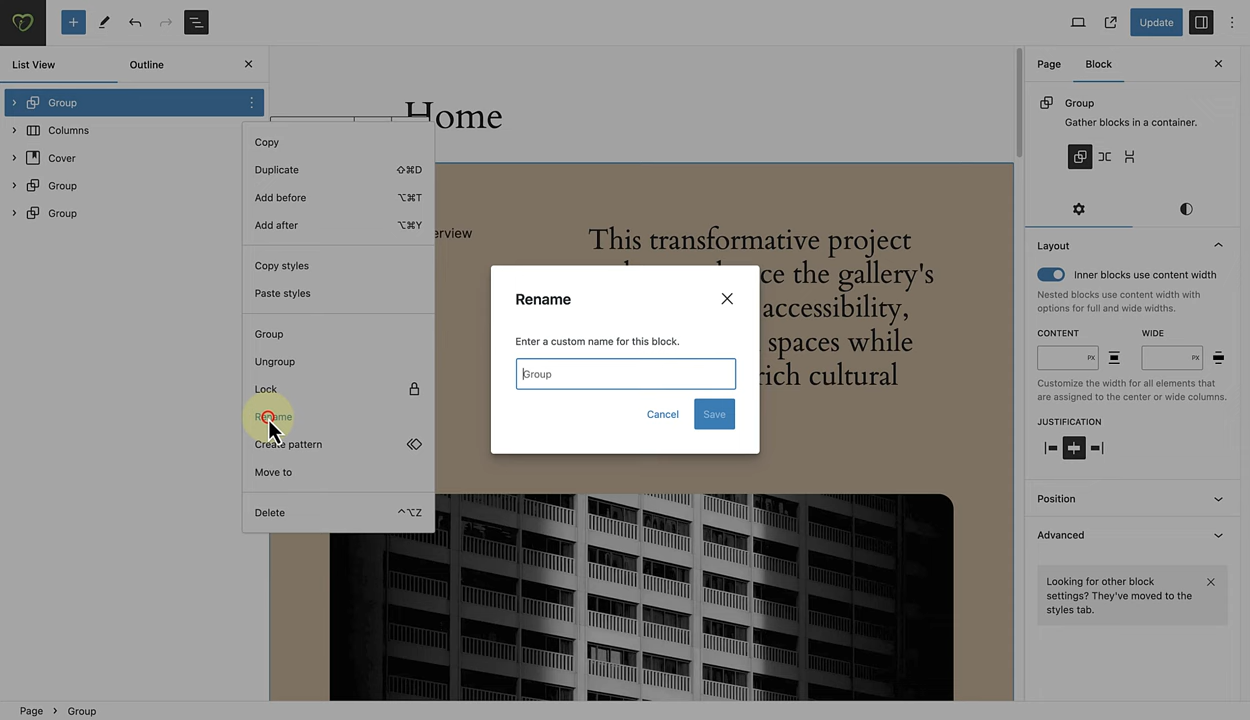 Update
List View
Outline
Group
Columns
Cover
Group
Group
Copy
Duplicate ⇧⌘D
Add before ⌥⌘T
Add after ⌥⌘Y
Copy styles
Paste styles
Group
Ungroup
Lock
Rename
Create pattern
Move to
Delete ^⌥Z
Home
This transformative project
the gallery's
accessibility,
spaces while
cultural
Rename
Enter a custom name for this block.
Group
Cancel
Save
Page
Block
Group
Gather blocks in a container.
Layout
Inner blocks use content width
Nested blocks use content width with
options for full and wide widths.
CONTENT
WIDE
PX
PX
Customize the width for all elements that
are assigned to the center or wide columns.
JUSTIFICATION
Position
Advanced
Looking for other block
settings? They've moved to the
styles tab.
Page > Group